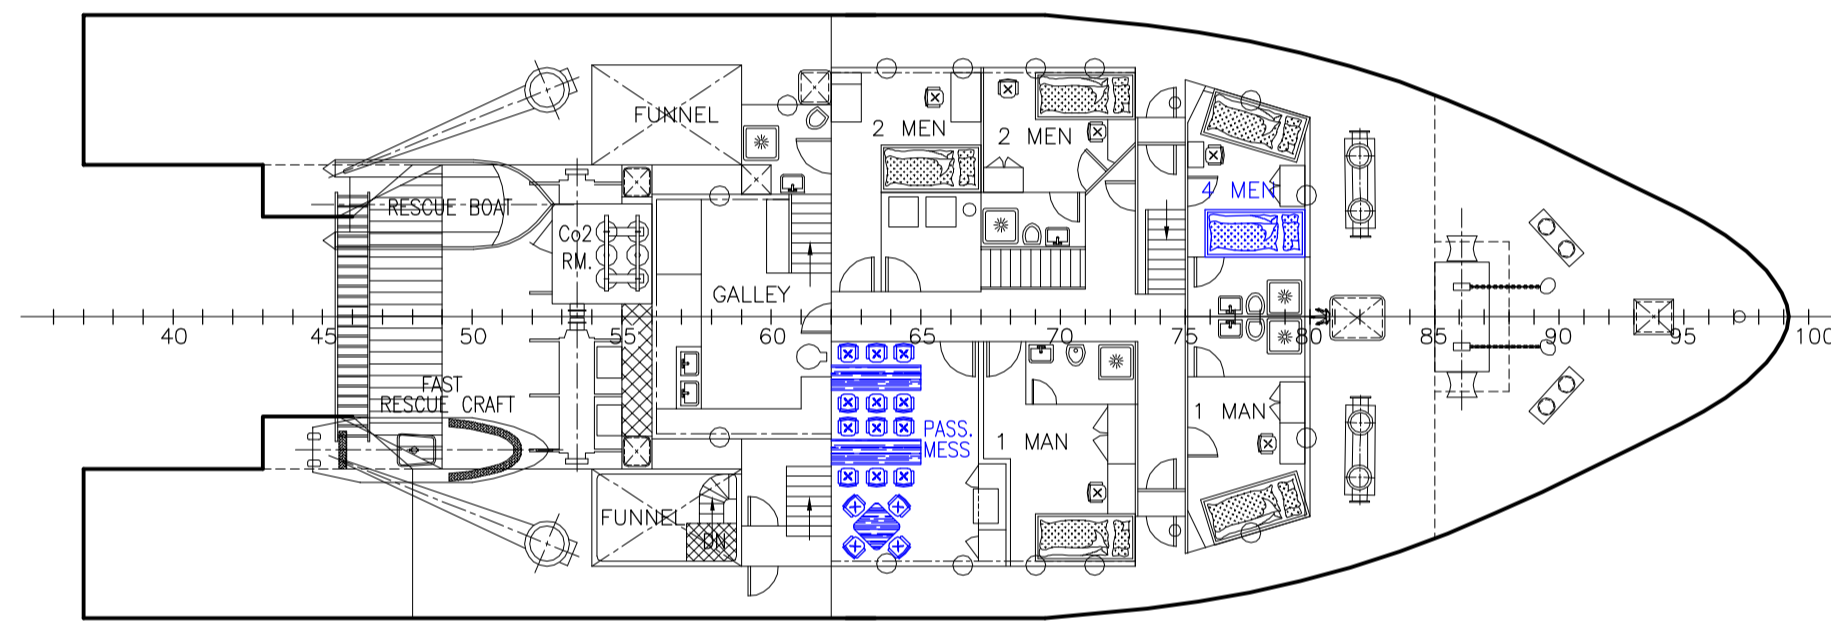 FUNNEL
2 MEN
2 MEN
4 MEN
RESCUE BOAT
Co2
RM.
GALLEY
40 45 50 55 60 65 70 75 80 85 90 95 100
FAST
RESCUE CRAFT
PASS.
MESS
1 MAN
1 MAN
FUNNEL
DN